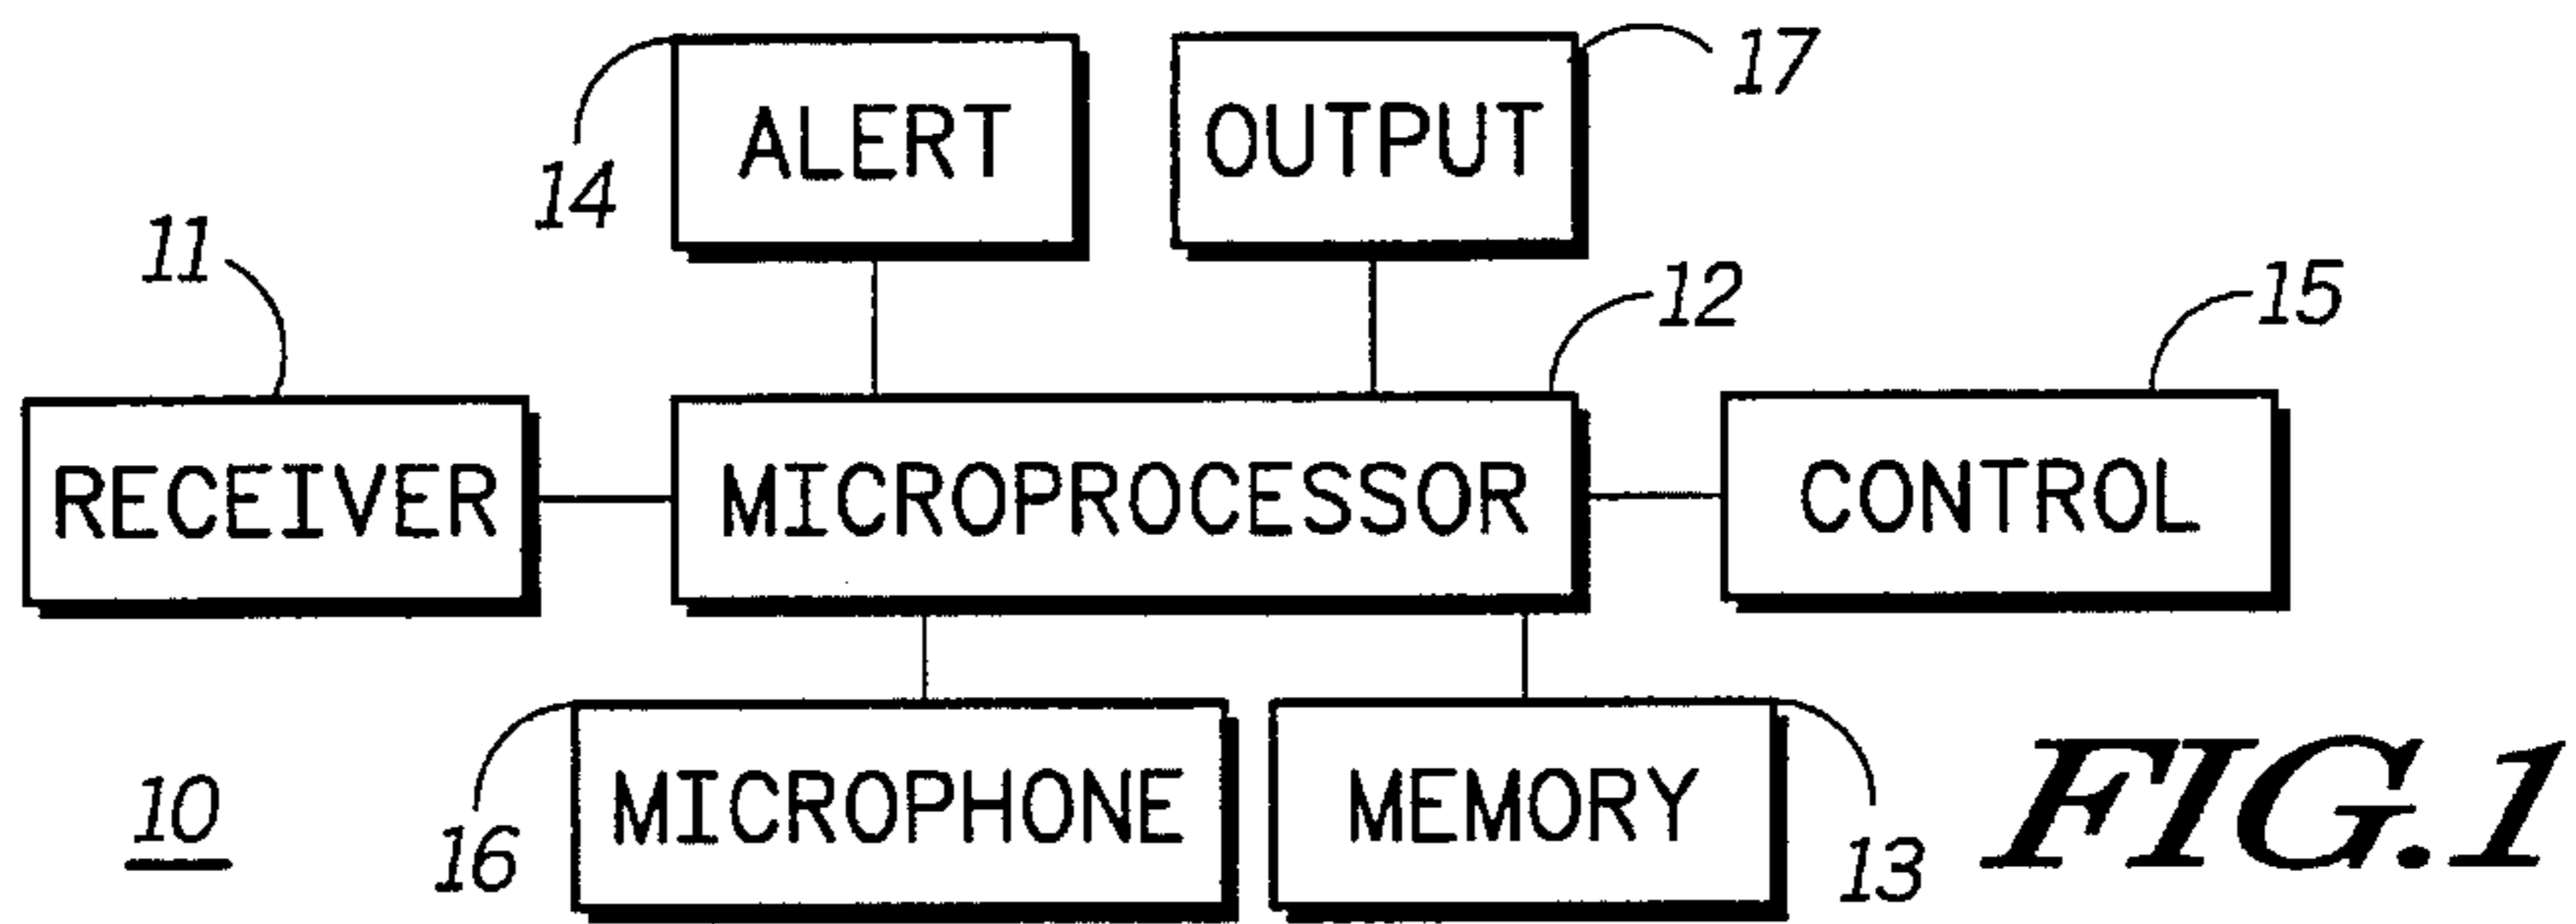 17
ALERT
OUTPUT
14
11
12
15
RECEIVER
MICROPROCESSOR
CONTROL
10
16
MICROPHONE
MEMORY
13
FIG.1